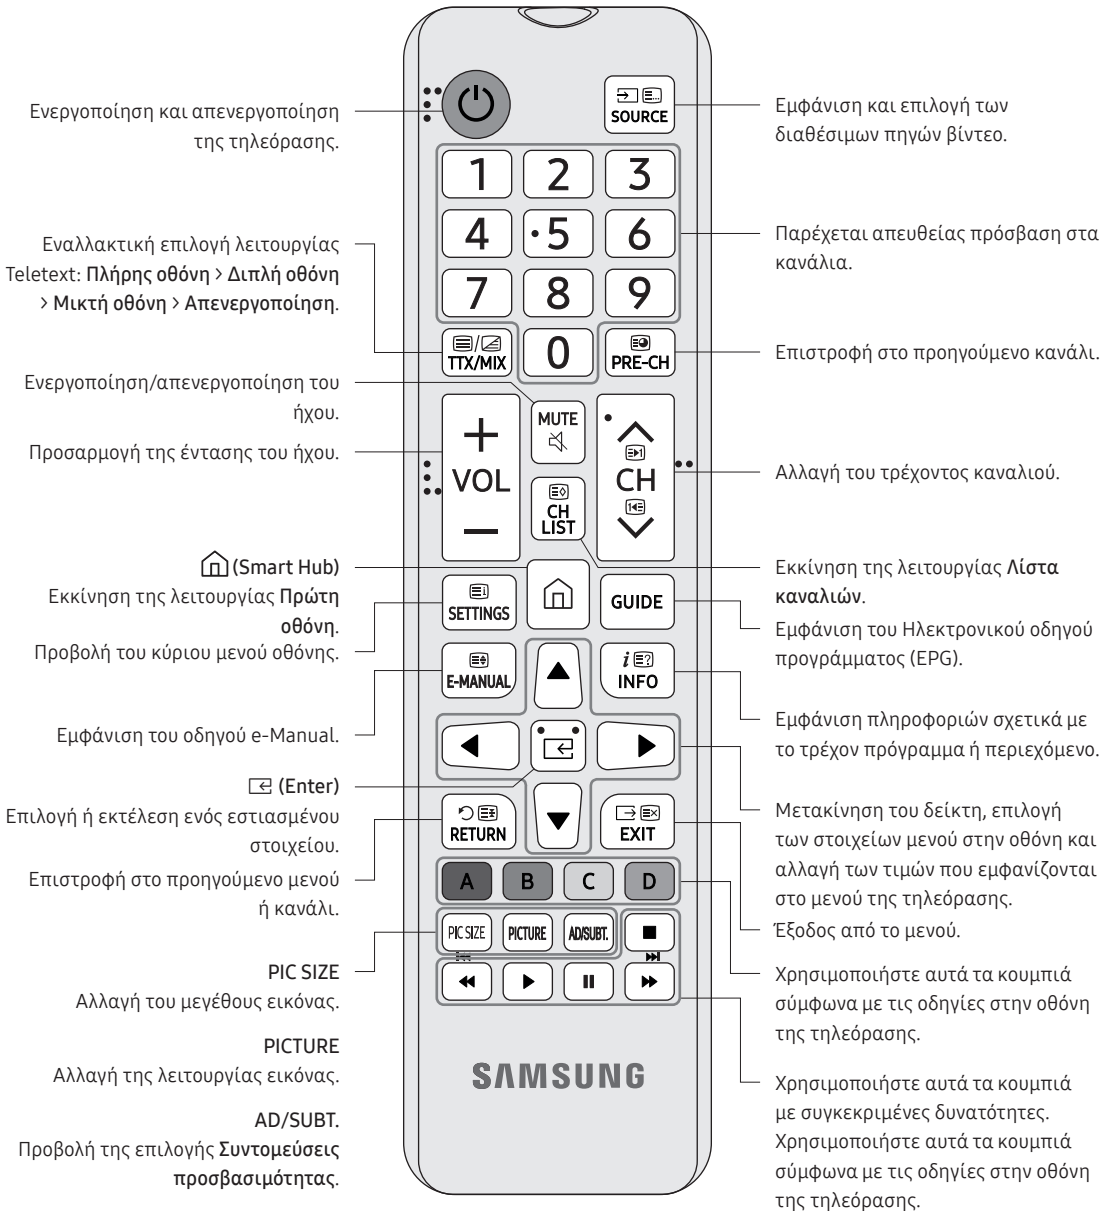 Ενεργοποίηση και απενεργοποίηση
της τηλεόρασης.
Εναλλακτική επιλογή λειτουργίας
Teletext: Πλήρης οθόνη > Διπλή οθόνη
> Μικτή οθόνη > Απενεργοποίηση.
Ενεργοποίηση/απενεργοποίηση του
ήχου.
Προσαρμογή της έντασης του ήχου.
(Smart Hub)
Εκκίνηση της λειτουργίας Πρώτη
οθόνη.
Προβολή του κύριου μενού οθόνης.
Εμφάνιση του οδηγού e-Manual.
(Enter)
Επιλογή ή εκτέλεση ενός εστιασμένου
στοιχείου.
Επιστροφή στο προηγούμενο μενού
ή κανάλι.
PIC SIZE
Αλλαγή του μεγέθους εικόνας.
PICTURE
Αλλαγή της λειτουργίας εικόνας.
AD/SUBT.
Προβολή της επιλογής Συντομεύσεις
προσβασιμότητας.
SOURCE
1 2 3
4 5 6
7 8 9
TTX/MIX 0 PRE-CH
MUTE
VOL
CH
CH
LIST
SETTINGS
GUIDE
E-MANUAL
i
INFO
RETURN
EXIT
A B C D
PIC SIZE PICTURE AD/SUBT.
SAMSUNG
Εμφάνιση και επιλογή των
διαθέσιμων πηγών βίντεο.
Παρέχεται απευθείας πρόσβαση στα
κανάλια.
Επιστροφή στο προηγούμενο κανάλι.
Αλλαγή του τρέχοντος καναλιού.
Εκκίνηση της λειτουργίας Λίστα
καναλιών.
Εμφάνιση του Ηλεκτρονικού οδηγού
προγράμματος (EPG).
Εμφάνιση πληροφοριών σχετικά με
το τρέχον πρόγραμμα ή περιεχόμενο.
Μετακίνηση του δείκτη, επιλογή
των στοιχείων μενού στην οθόνη και
αλλαγή των τιμών που εμφανίζονται
στο μενού της τηλεόρασης.
Έξοδος από το μενού.
Χρησιμοποιήστε αυτά τα κουμπιά
σύμφωνα με τις οδηγίες στην οθόνη
της τηλεόρασης.
Χρησιμοποιήστε αυτά τα κουμπιά
με συγκεκριμένες δυνατότητες.
Χρησιμοποιήστε αυτά τα κουμπιά
σύμφωνα με τις οδηγίες στην οθόνη
της τηλεόρασης.